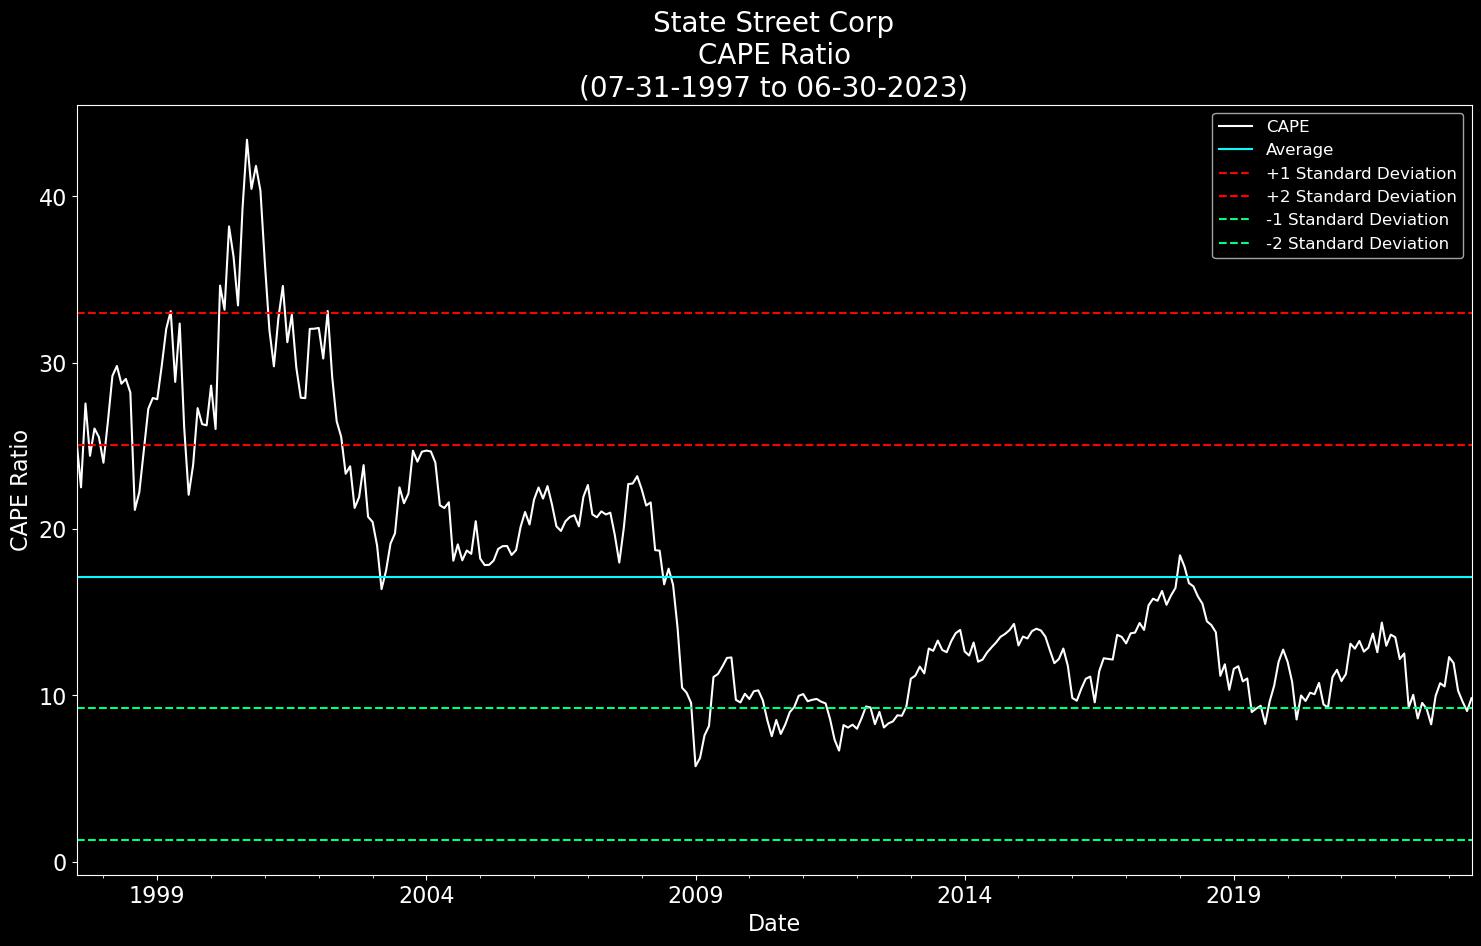 State Street Corp
CAPE Ratio
(07-31-1997 to 06-30-2023)
CAPE
Average
+1 Standard Deviation
+2 Standard Deviation
-1 Standard Deviation
-2 Standard Deviation
40
30
20
10
0
CAPE Ratio
1999 2004 2009 2014 2019
Date